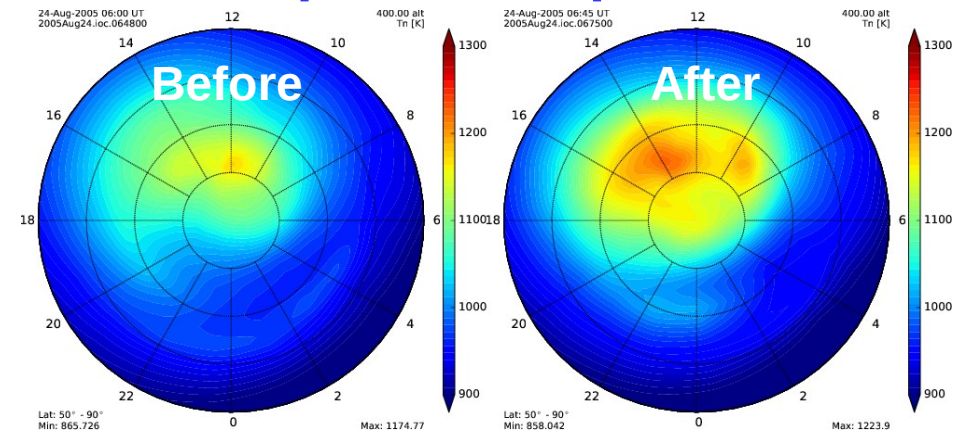 24-Aug-2005 06:00 UT
2005Aug24.ioc.064800
400.00 alt
Tn [K]
Before
12
14
10
16
8
18
6
20
4
22
2
0
1300
1200
1100
1000
900
Lat: 50° - 90°
Min: 865.726
Max: 1174.77
24-Aug-2005 06:45 UT
2005Aug24.ioc.067500
400.00 alt
Tn [K]
After
12
14
10
16
8
18
6
20
4
22
2
0
1300
1200
1100
1000
900
Lat: 50° - 90°
Min: 858.042
Max: 1223.9